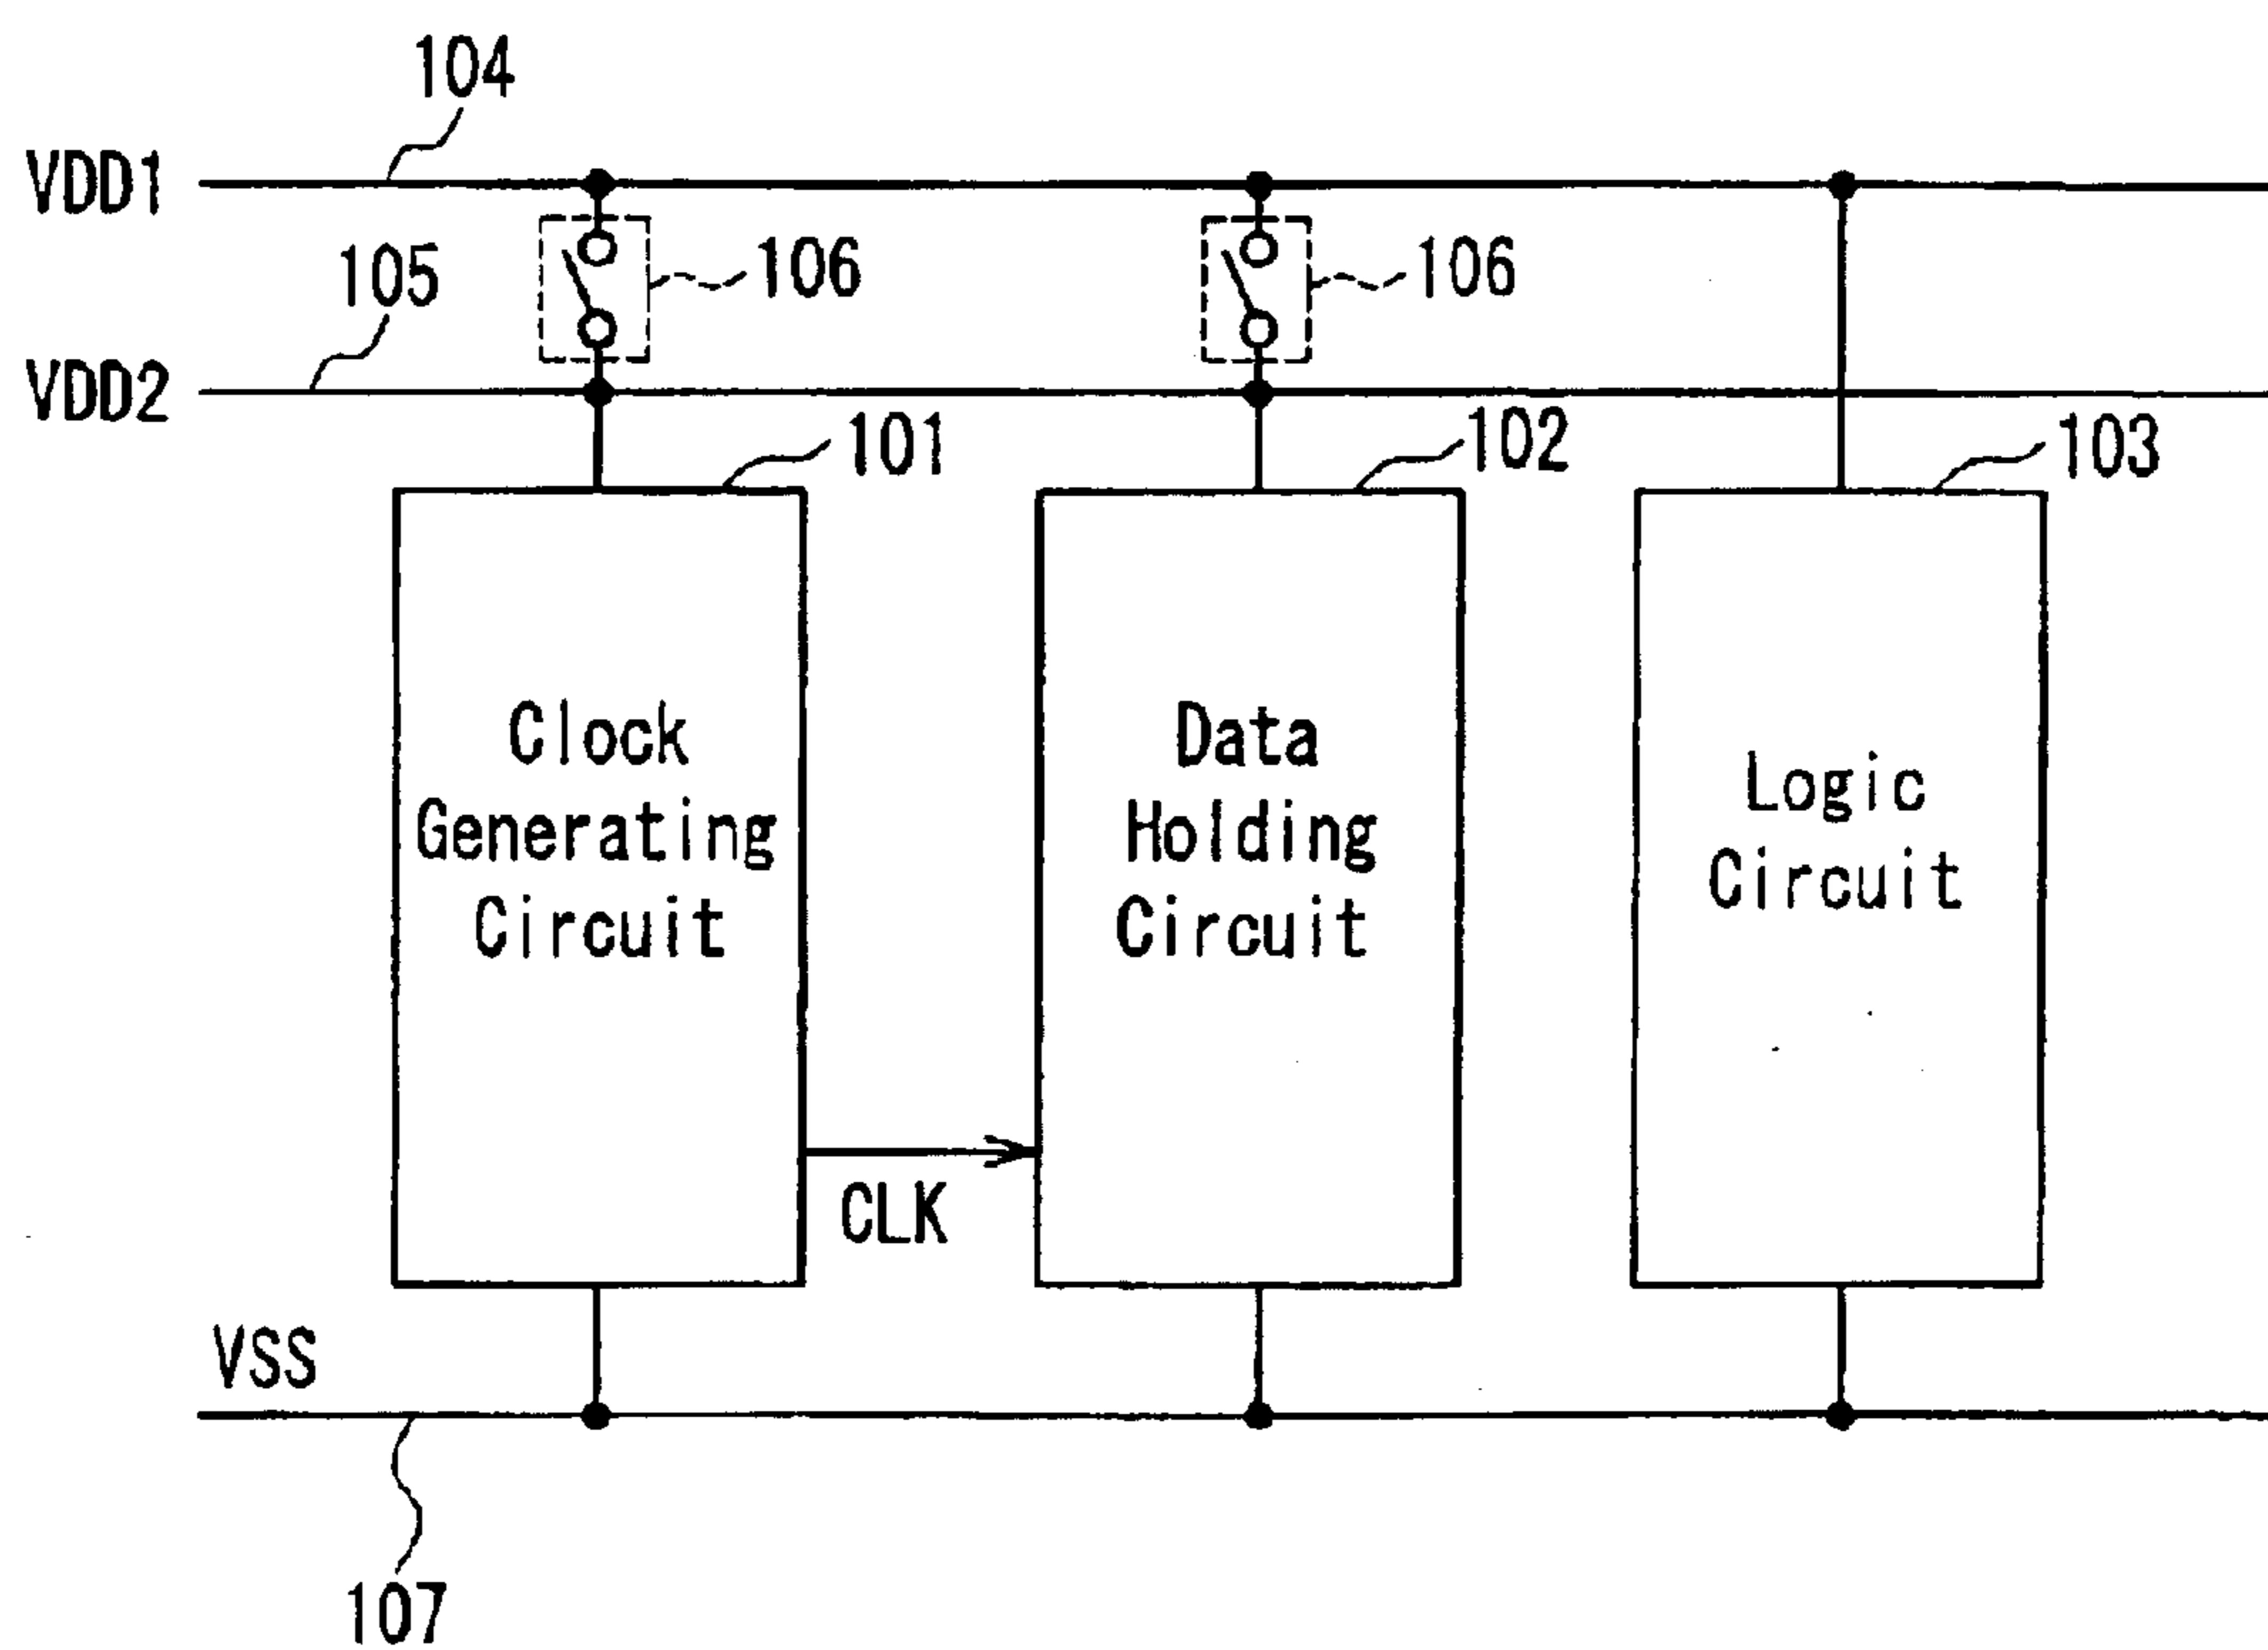 104
VDD1
105
106
106
VDD2
101
102
103
Clock
Generating
Circuit
Data
Holding
Circuit
Logic
Circuit
CLK
VSS
107